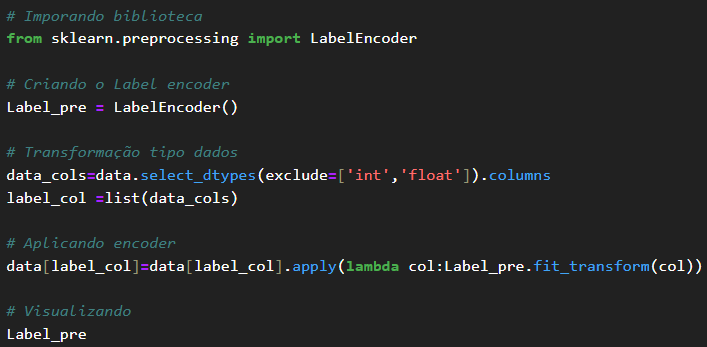 # Imporando biblioteca
from sklearn.preprocessing import LabelEncoder
# Criando o Label encoder
Label_pre = LabelEncoder()
# Transformação tipo dados
data_cols=data.select_dtypes(exclude=['int','float']).columns
label_col =list(data_cols)
# Aplicando encoder
data[label_col]=data[label_col].apply(lambda col:Label_pre.fit_transform(col))
# Visualizando
Label_pre